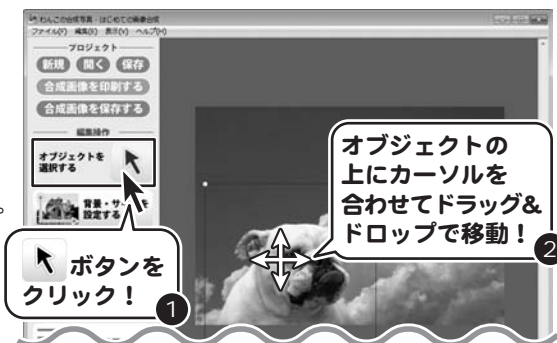 わんこの合成写真 - はじめての画像合成
ファイル(F) 編集(E) 表示(V) ヘルプ(H)
プロジェクト
新規 開く 保存
合成画像を印刷する
合成画像を保存する
編集操作
オブジェクトを
選択する
背景・サ
を
設定する
。
ボタンを
クリック！
1
オブジェクトの
上にカーソルを
合わせてドラッグ&
ドロップで移動！
2